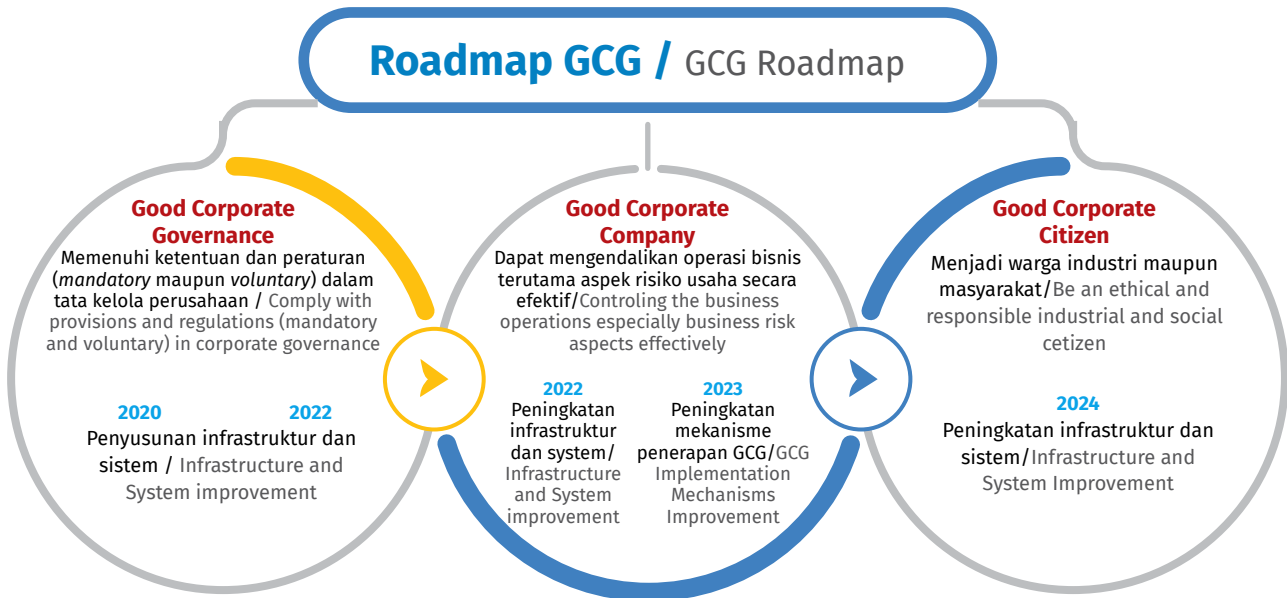 Roadmap GCG / GCG Roadmap
Good Corporate
Governance
Memenuhi ketentuan dan peraturan
(mandatory maupun voluntary) dalam
tata kelola perusahaan / Comply with
provisions and regulations (mandatory
and voluntary) in corporate governance
2020 2022
Penyusunan infrastruktur dan
sistem / Infrastructure and
System improvement
Good Corporate
Company
Dapat mengendalikan operasi bisnis
terutama aspek risiko usaha secara
efektif/Controling the business
operations especially business risk
aspects effectively
2022
Peningkatan
infrastruktur
dan system/
Infrastructure
and System
improvement
2023
Peningkatan
mekanisme
penerapan GCG/GCG
Implementation
Mechanisms
Improvement
Good Corporate
Citizen
Menjadi warga industri maupun
masyarakat/Be an ethical and
responsible industrial and social
cetizen
2024
Peningkatan infrastruktur dan
sistem/Infrastructure and
System Improvement